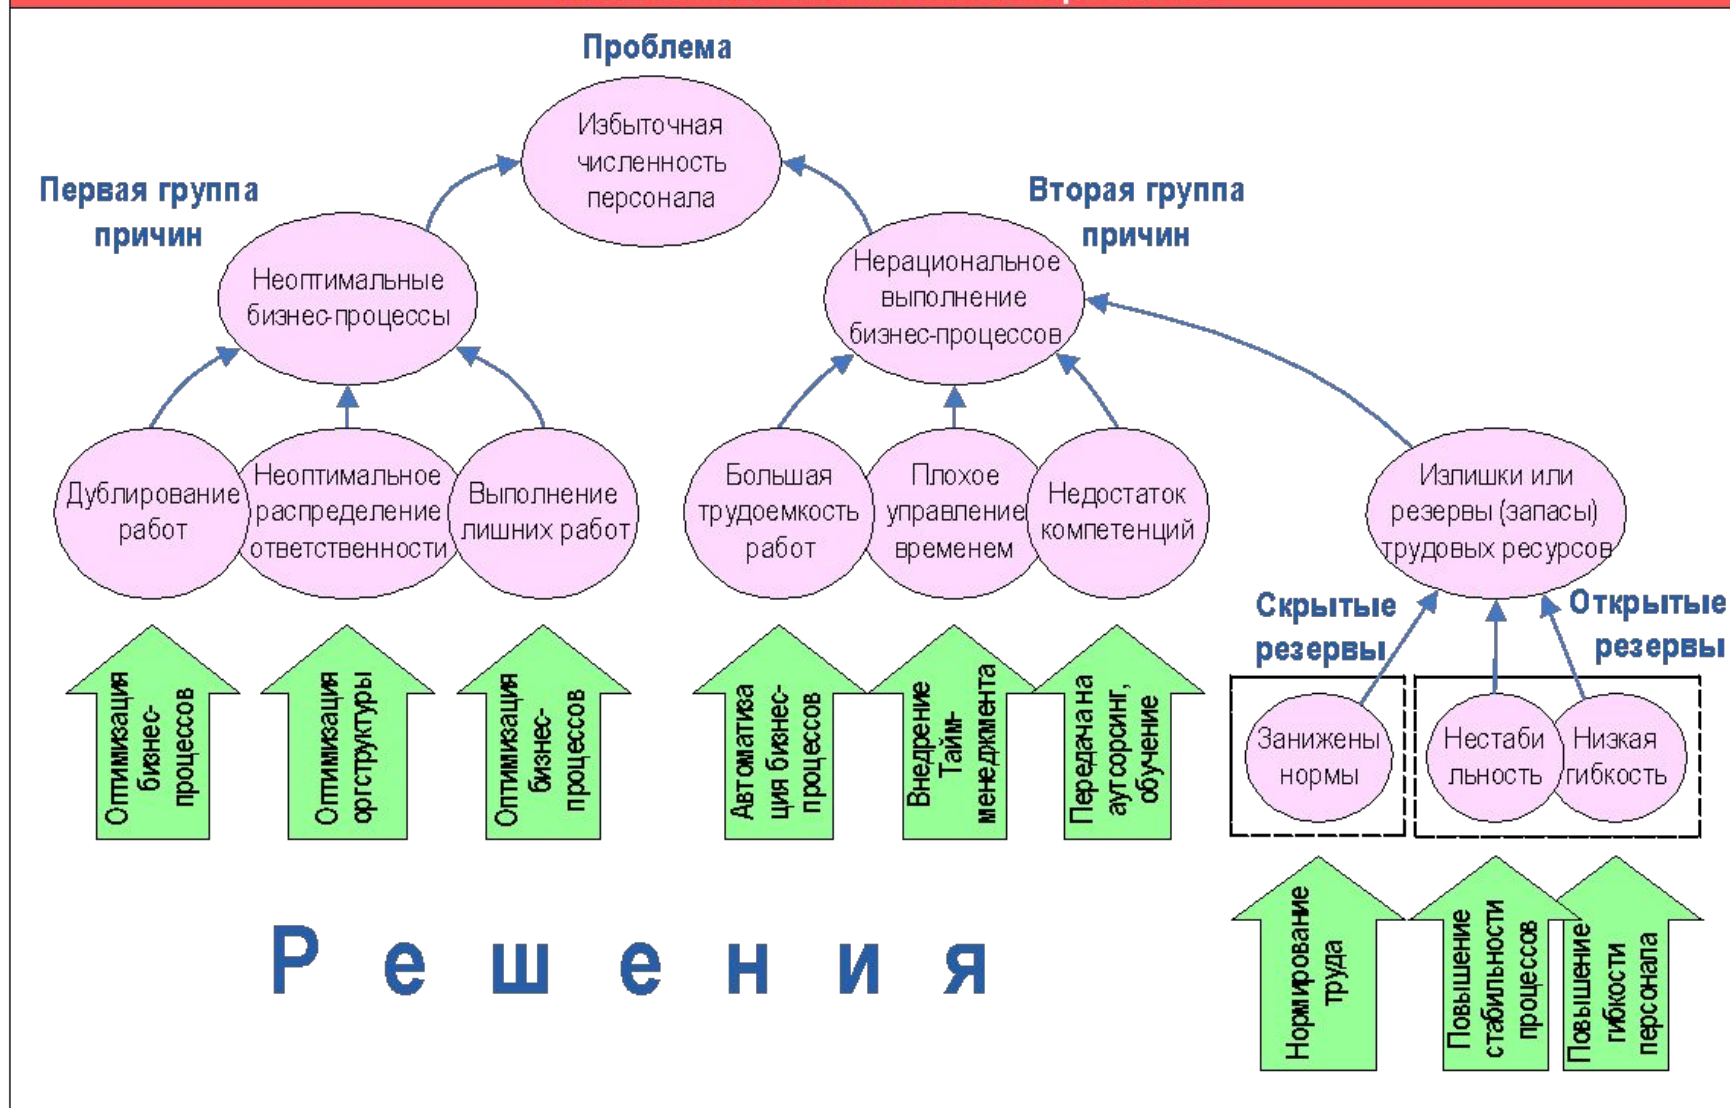 Проблема
Избыточная
численность
персонала
Первая группа
причин
Вторая группа
причин
Неоптимальные
бизнес-процессы
Нерациональное
выполнение
бизнес-процессов
Дублирование
работ
Неоптимальное
распределение
ответственности
Выполнение
лишних работ
Большая
трудоемкость
работ
Плохое
управление
временем
Недостаток
компетенций
Излишки или
резервы (запасы)
трудовых ресурсов
Скрытые
резервы
Открытые
резервы
Занижены
нормы
Нестаби
льность
Низкая
гибкость
Оптимизация
бизнес-
процессов
Оптимизация
оргструктуры
Оптимизация
бизнес-
процессов
Автоматиза
ция бизнес-
процессов
Внедрение
Тайм-
менеджмента
Передача на
аутсорсинг,
обучение
Нормирование
труда
Повышение
стабильности
процессов
Повышение
гибкости
персонала
Р е ш е н и я